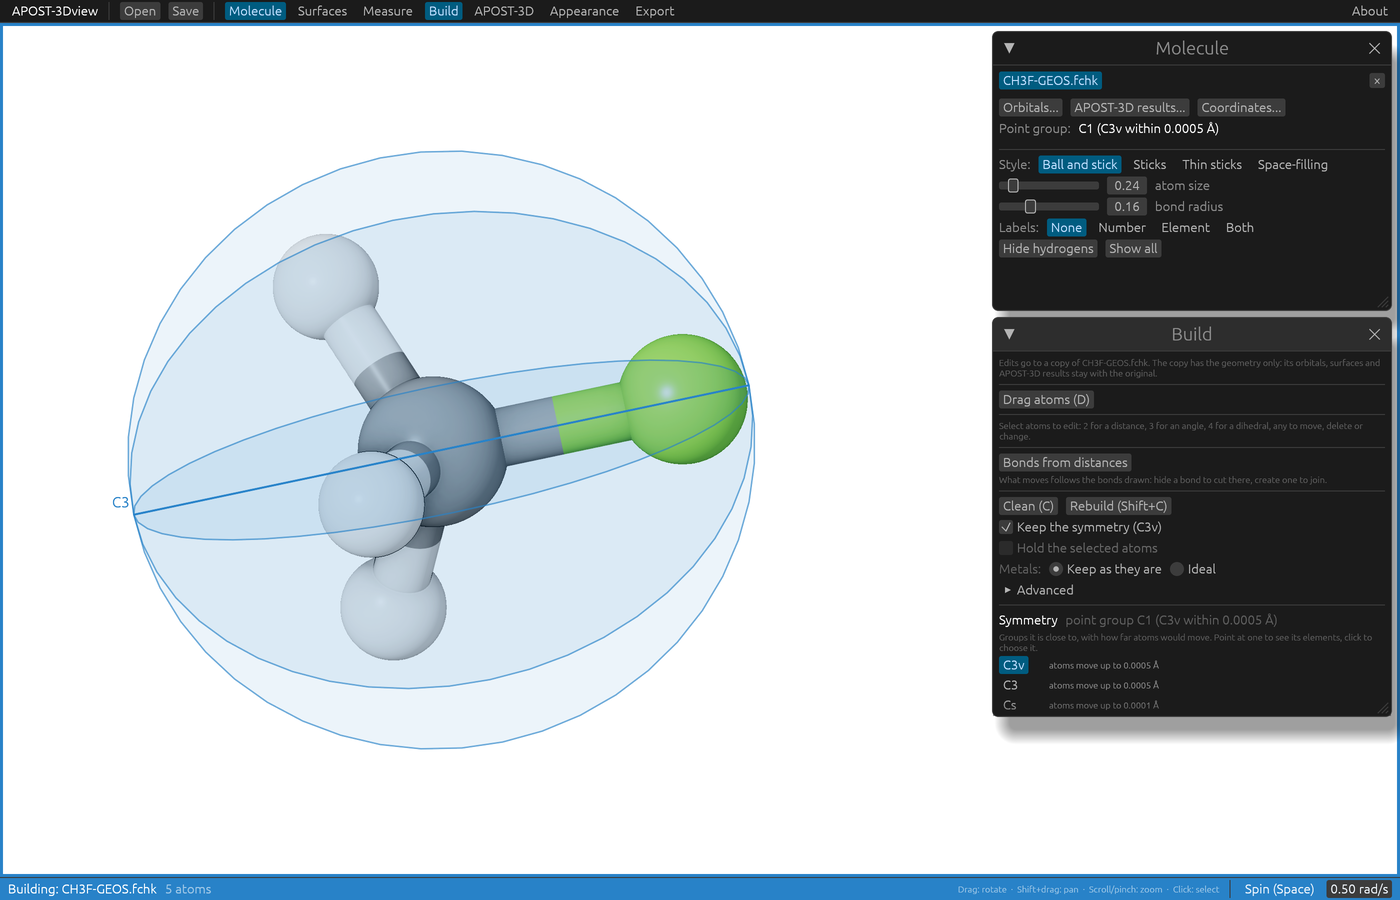 APOST-3Dview Open Save Molecule Surfaces Measure Build APOST-3D Appearance Export About
Molecule
CH3F-GEOS.fchk x
Orbitals... APOST-3D results... Coordinates...
Point group: C1 (C3v within 0.0005 Å)
Style: Ball and stick Sticks Thin sticks Space-filling
0.24 atom size
0.16 bond radius
Labels: None Number Element Both
Hide hydrogens Show all
Build
Edits go to a copy of CH3F-GEOS.fchk. The copy has the geometry only: its orbitals, surfaces and
APOST-3D results stay with the original.
Drag atoms (D)
Select atoms to edit: 2 for a distance, 3 for an angle, 4 for a dihedral, any to move, delete or
change.
Bonds from distances
What moves follows the bonds drawn: hide a bond to cut there, create one to join.
Clean (C) Rebuild (Shift+C)
Keep the symmetry (C3v)
Hold the selected atoms
Metals: Keep as they are Ideal
Advanced
Symmetry point group C1 (C3v within 0.0005 Å)
Groups it is close to, with how far atoms would move. Point at one to see its elements, click to
choose it.
C3v atoms move up to 0.0005 Å
C3 atoms move up to 0.0005 Å
Cs atoms move up to 0.0001 Å
C3
Building: CH3F-GEOS.fchk 5 atoms Drag: rotate · Shift+drag: pan · Scroll/pinch: zoom · Click: select Spin (Space) 0.50 rad/s